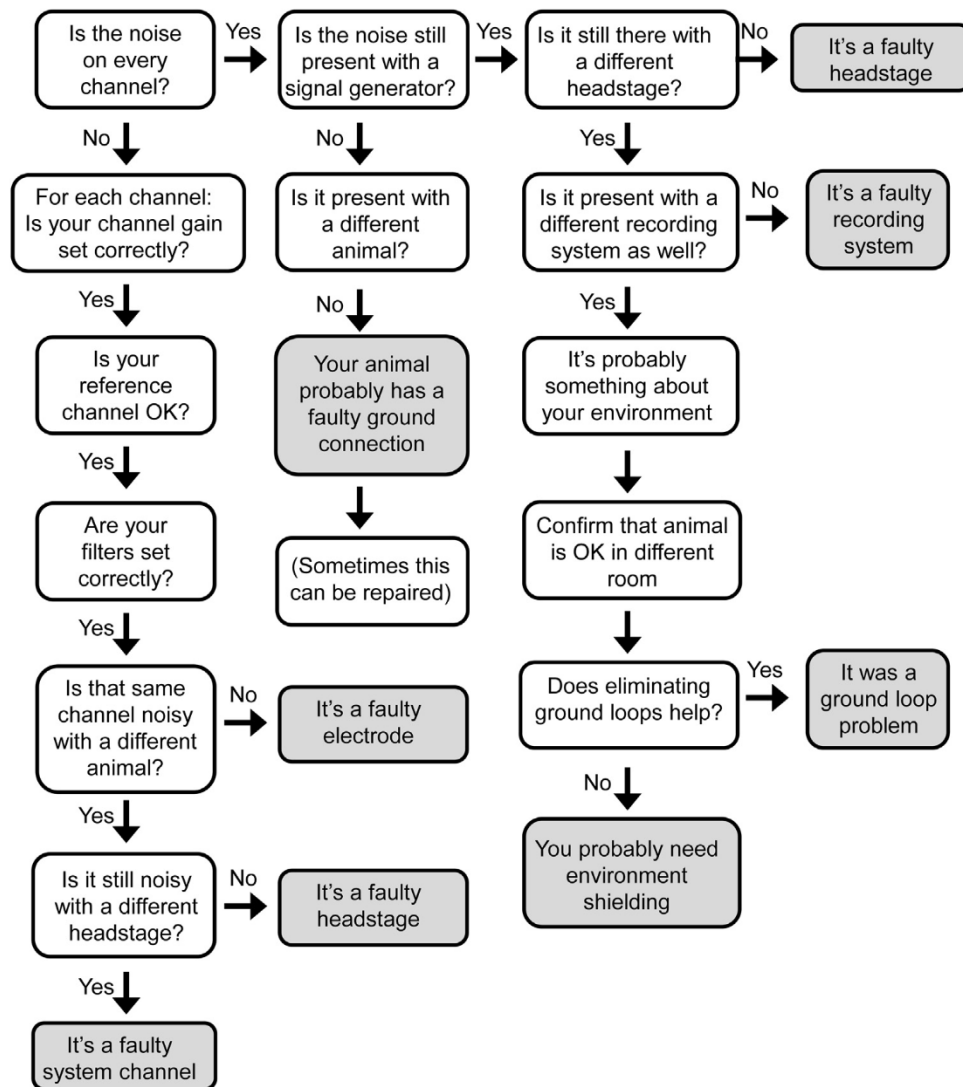 Is the noise
on every
channel?
Yes
Is the noise still
present with a
signal generator?
Yes
Is it still there with
a different
headstage?
No
It's a faulty
headstage
No
No
Yes
For each channel:
Is your channel gain
set correctly?
Is it present with
a different
animal?
Is it present with a
different recording
system as well?
No
It's a faulty
recording
system
Yes
No
Yes
Is your
reference
channel OK?
Your animal
probably has a
faulty ground
connection
It's probably
something about
your environment
Yes
Are your
filters set
correctly?
(Sometimes this
can be repaired)
Confirm that animal
is OK in different
room
Yes
Is that same
channel noisy
with a different
animal?
No
It's a faulty
electrode
Does eliminating
ground loops help?
Yes
It was a
ground loop
problem
Yes
No
Is it still noisy
with a different
headstage?
No
It's a faulty
headstage
You probably need
environment
shielding
Yes
It's a faulty
system channel